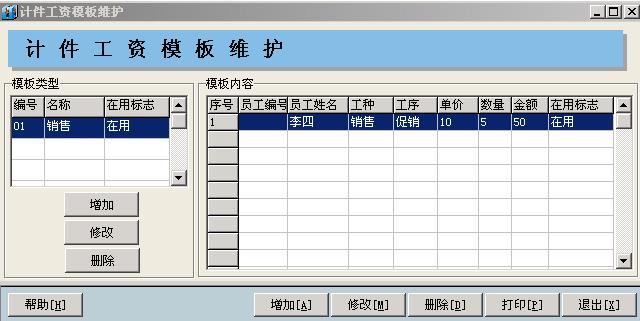 计件工资模板维护
计件工资模板维护
模板类型
编号 名称 在用标志
01 销售 在用
增加
修改
删除
模板内容
序号 员工编号 员工姓名 工种 工序 单价 数量 金额 在用标志
1 李四 销售 促销 10 5 50 在用
帮助[H] 增加[A] 修改[M] 删除[D] 打印[P] 退出[X]